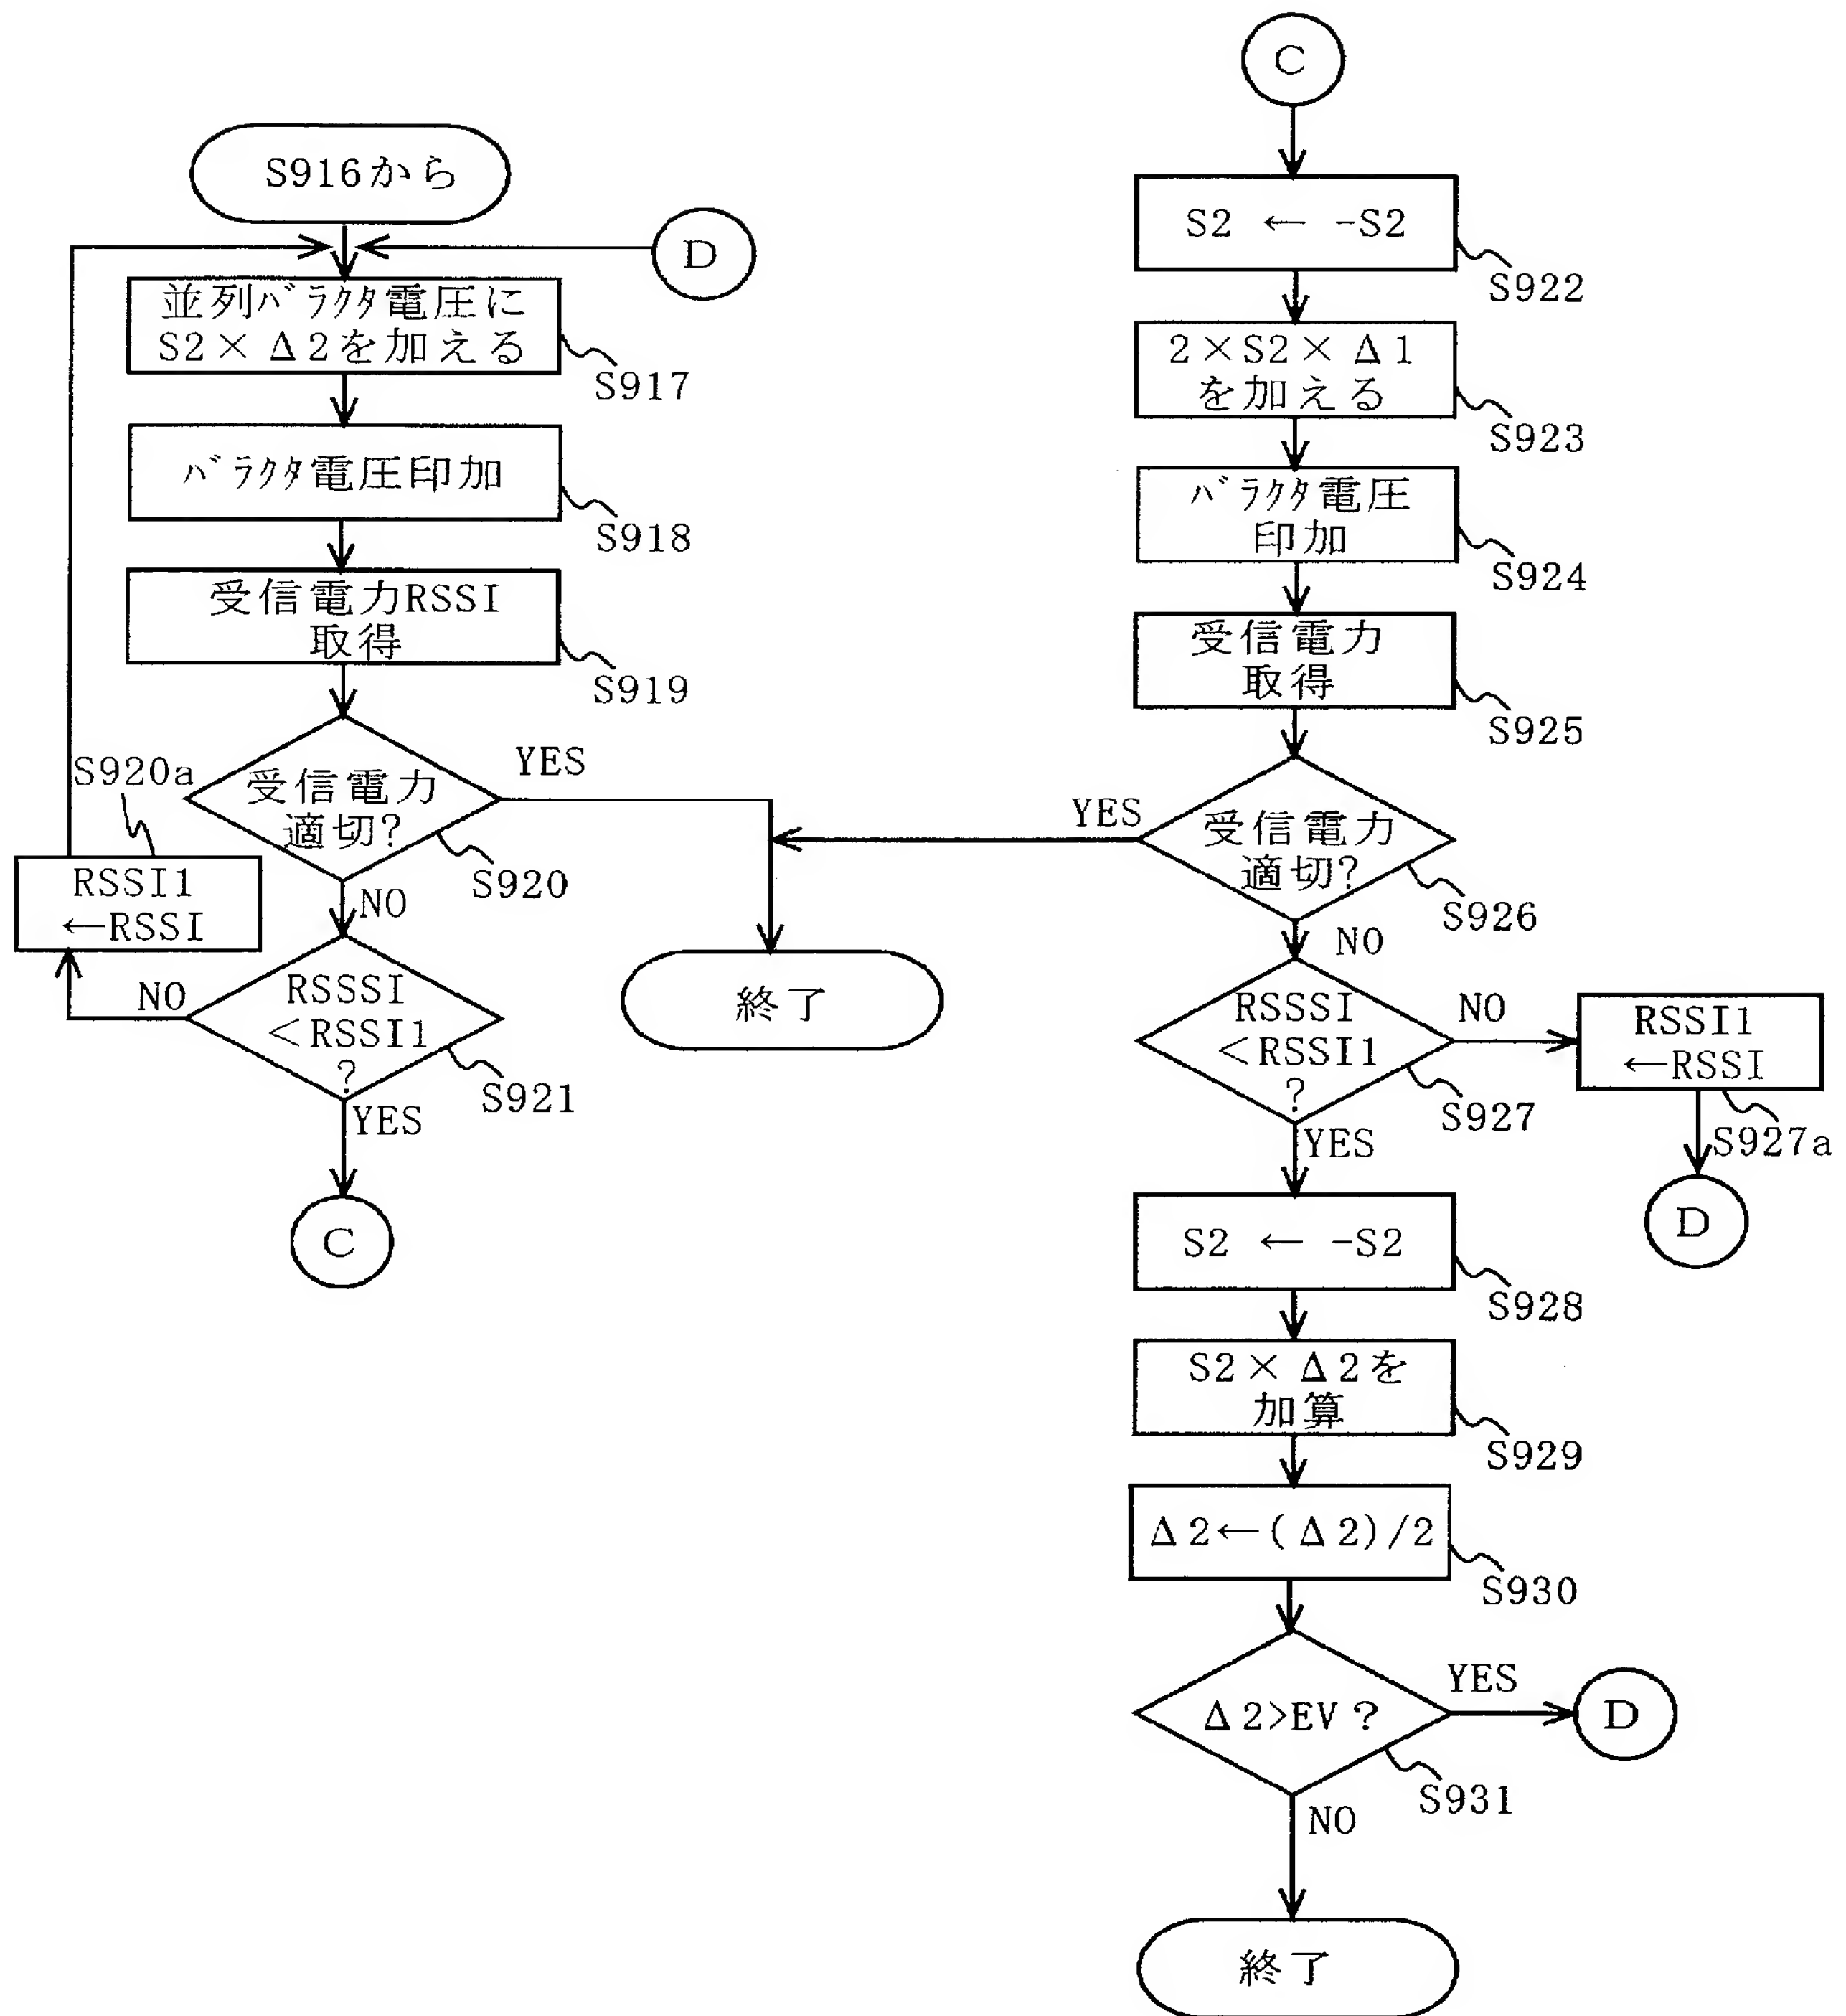 S916から
D
並列バラクタ電圧に
S2×Δ2を加える
S917
バラクタ電圧印加
S918
受信電力RSSI
取得
S919
受信電力
適切?
YES
S920
NO
S920a
RSSI1
←RSSI
RSSSI
<RSSI1
?
NO
S921
YES
C
終了
C
S2 ← -S2
S922
2×S2×Δ1
を加える
S923
バラクタ電圧
印加
S924
受信電力
取得
S925
受信電力
適切?
YES
S926
NO
RSSSI
<RSSI1
?
NO
S927
RSSI1
←RSSI
S927a
D
YES
S2 ← -S2
S928
S2×Δ2を
加算
S929
Δ2←(Δ2)/2
S930
Δ2>EV?
YES
D
S931
NO
終了